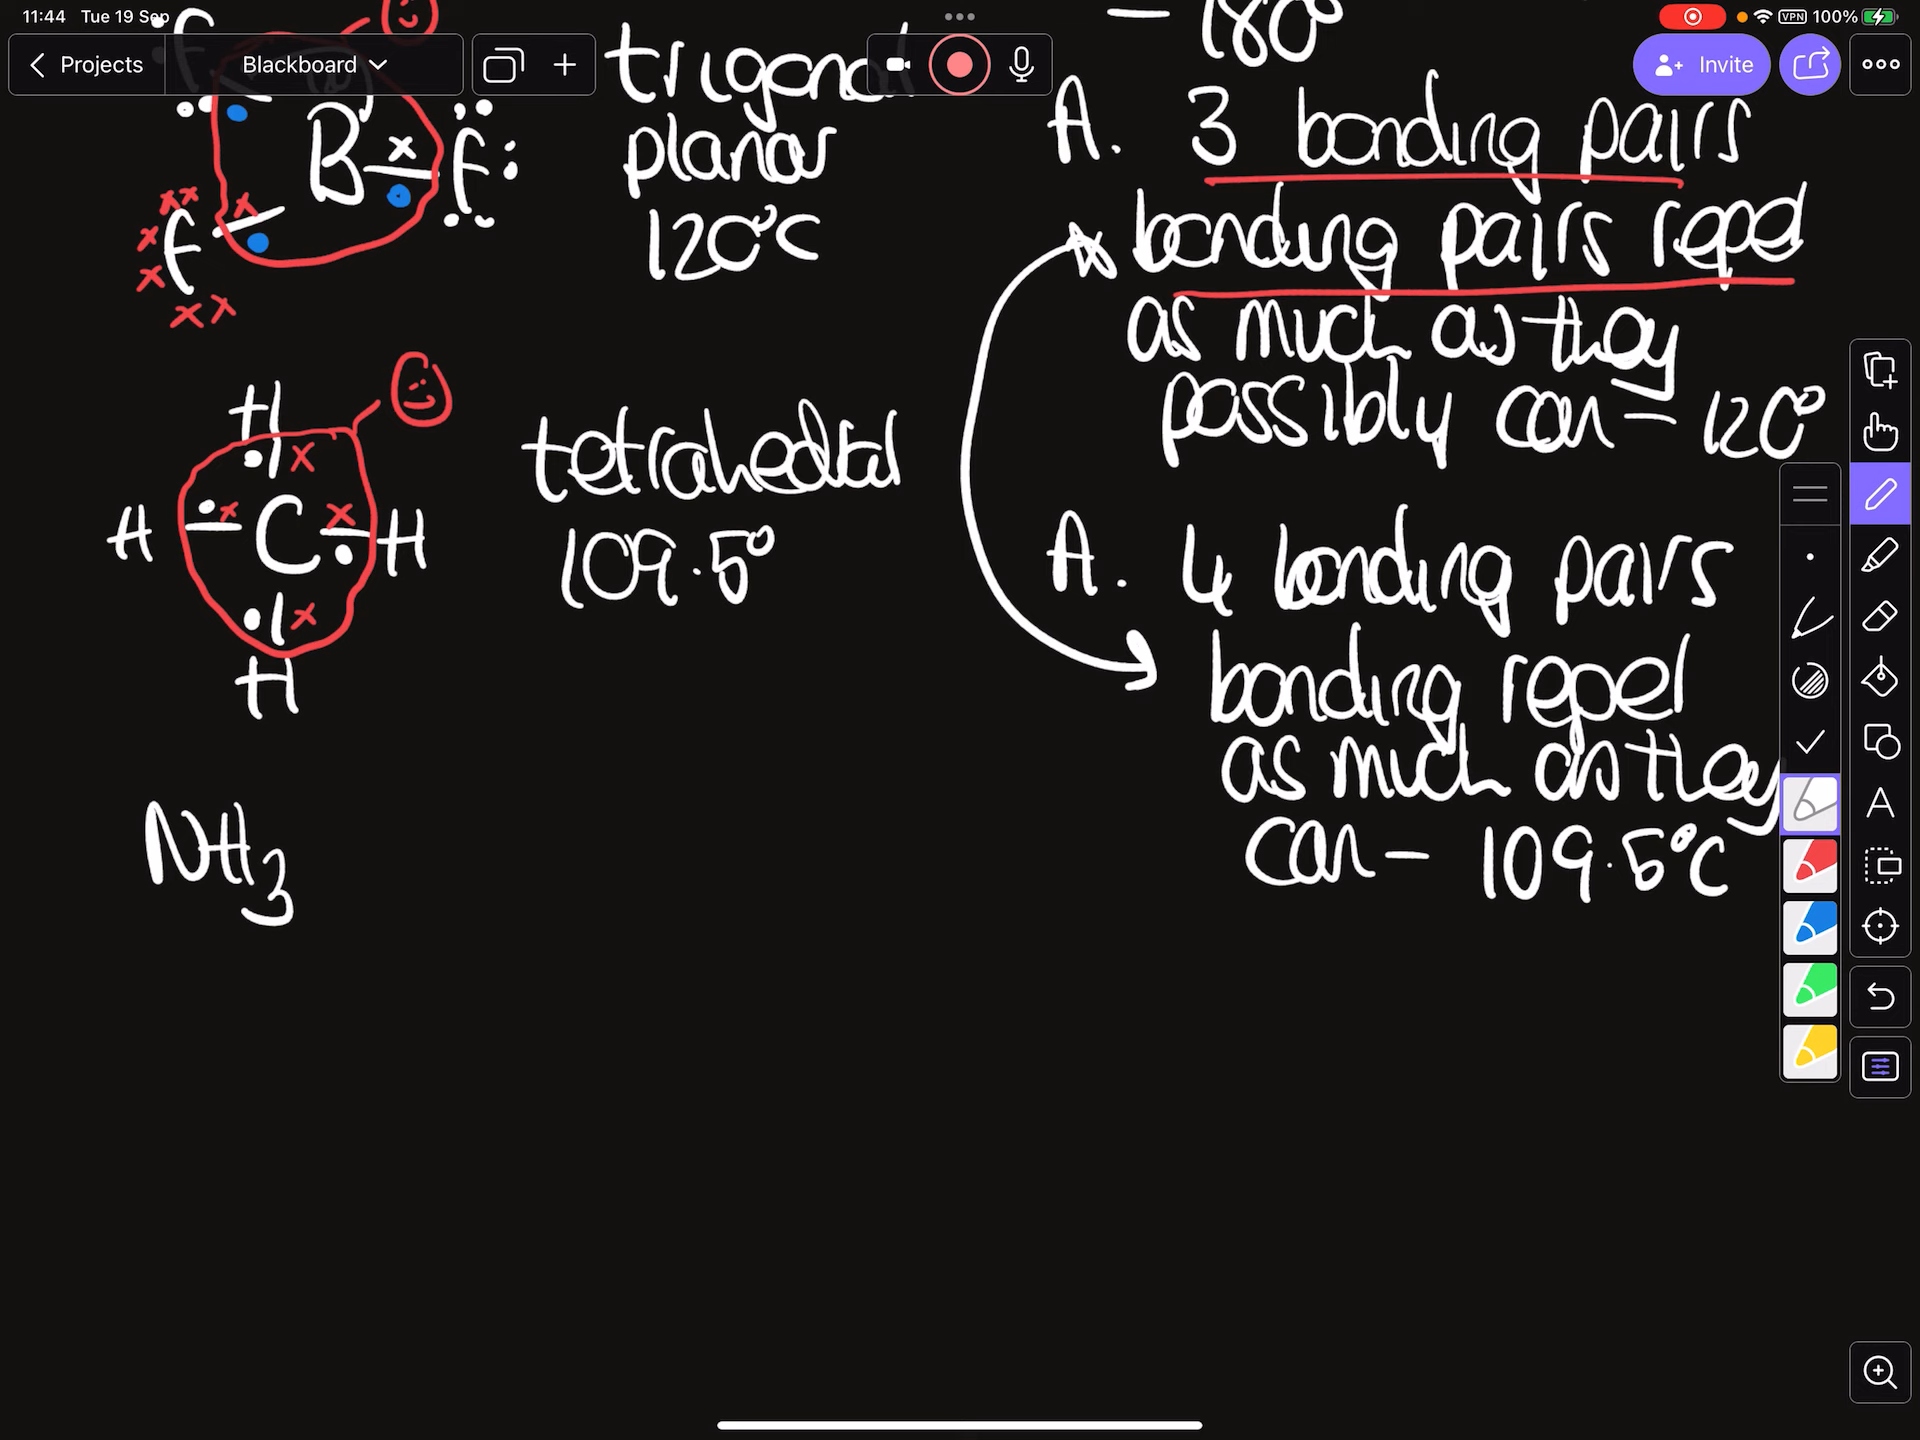 11:44 Tue 19 Sep
VPN 100%
Projects
Blackboard
Invite
— 180°
F
trigonal
planar
120°C
B
F
F
A. 3 bonding pairs
bonding pairs repel
as much as they
possibly can - 120°
H
H C H
H
tetrahedral
109.5°
A. 4 bonding pairs
bonding repel
as much as they
can - 109.5°C
NH3
A